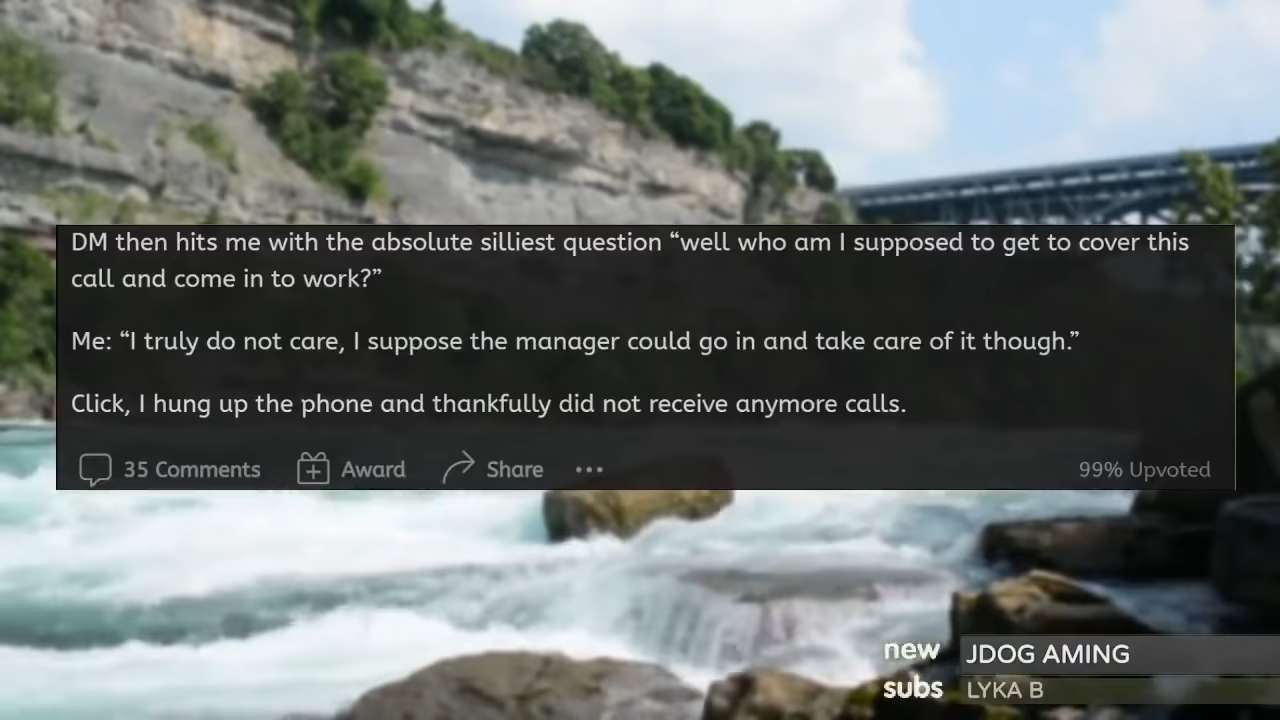 DM then hits me with the absolute silliest question “well who am I supposed to get to cover this
call and come in to work?”
Me: “I truly do not care, I suppose the manager could go in and take care of it though.”
Click, I hung up the phone and thankfully did not receive anymore calls.
35 Comments Award Share ••• 99% Upvoted
new JDOG AMING
subs LYKA B